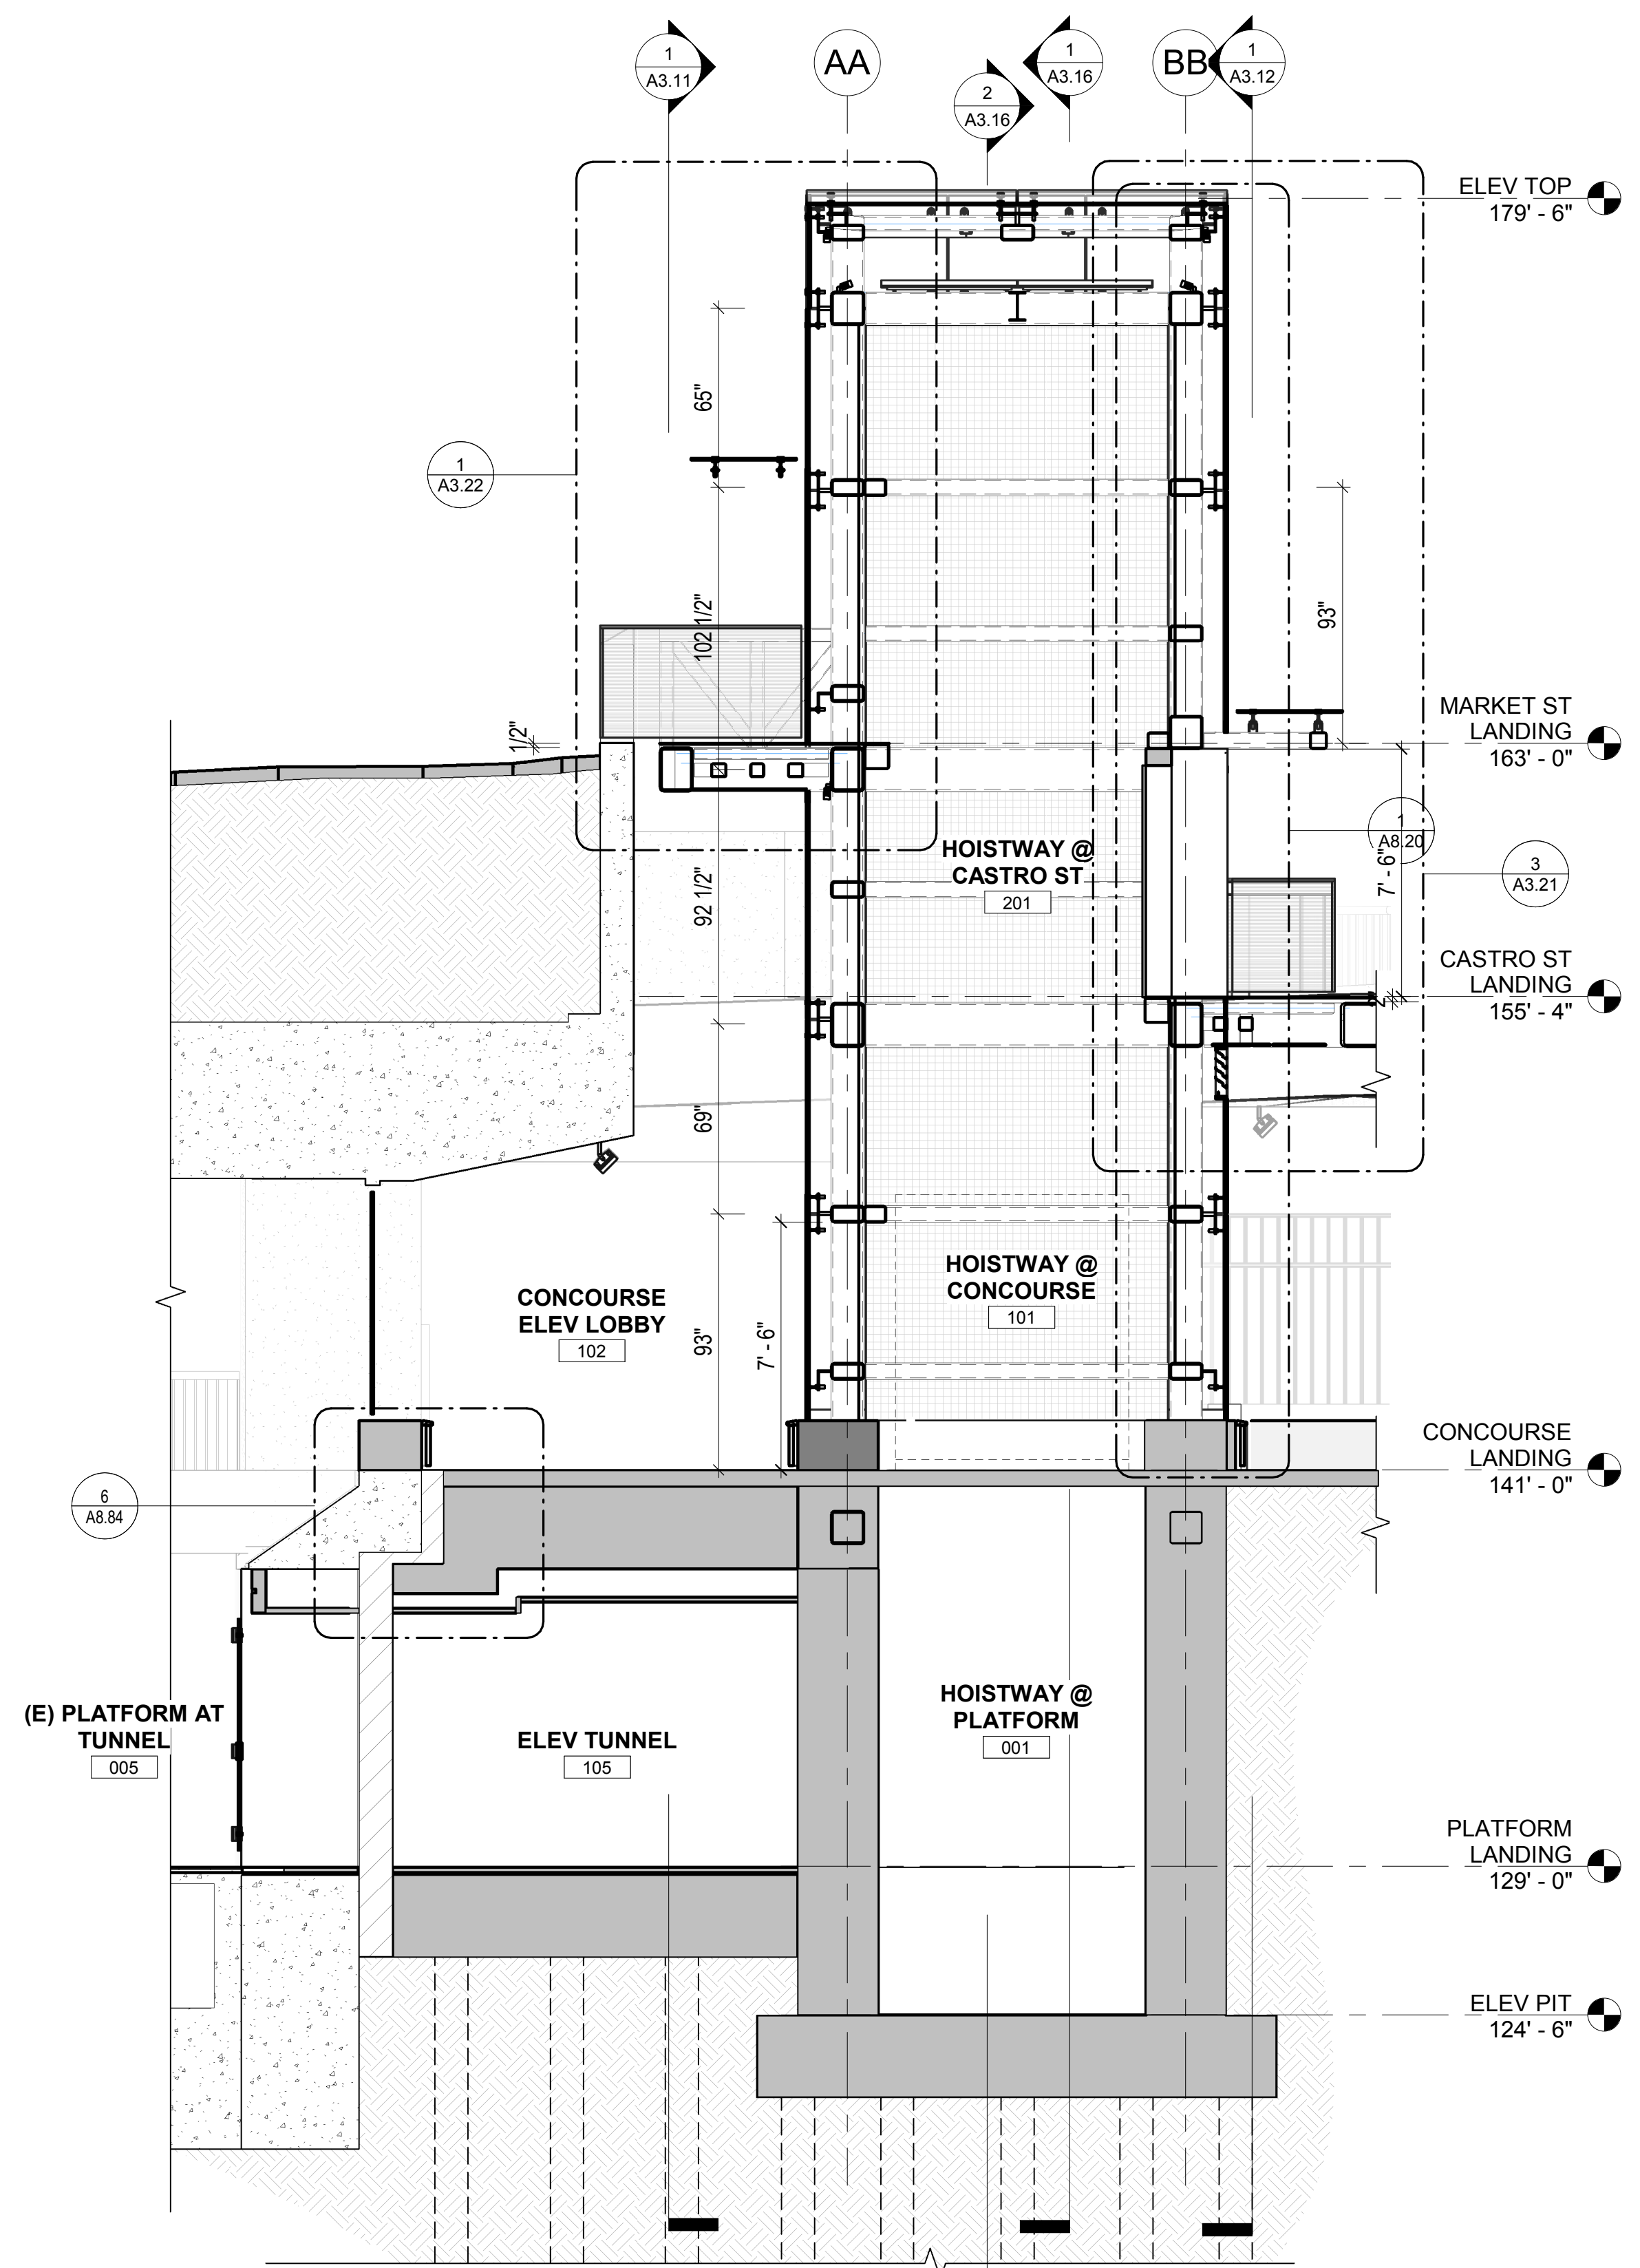 1
A3.11
AA
2
A3.16
1
A3.16
BB
1
A3.12
ELEV TOP
179' - 6"
65"
1
A3.22
102 1/2"
93"
MARKET ST
LANDING
163' - 0"
1/2"
HOISTWAY @
CASTRO ST
201
1
A8.20
7' - 6"
3
A3.21
92 1/2"
CASTRO ST
LANDING
155' - 4"
69"
HOISTWAY @
CONCOURSE
101
CONCOURSE
ELEV LOBBY
102
93"
7' - 6"
CONCOURSE
LANDING
141' - 0"
6
A8.84
(E) PLATFORM AT
TUNNEL
005
ELEV TUNNEL
105
HOISTWAY @
PLATFORM
001
PLATFORM
LANDING
129' - 0"
ELEV PIT
124' - 6"